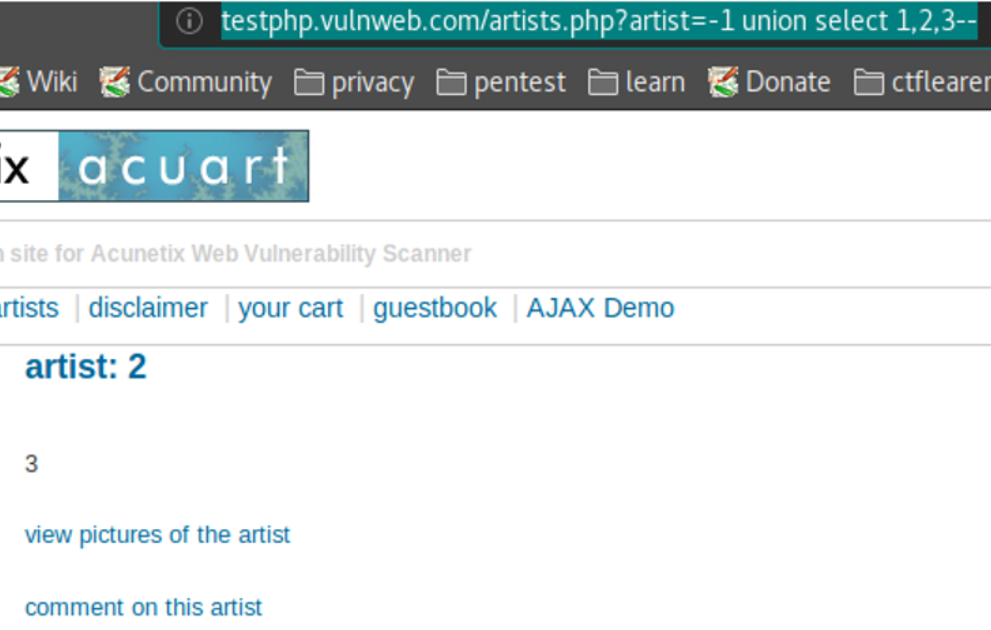 testphp.vulnweb.com/artists.php?artist=-1 union select 1,2,3--
Wiki Community privacy pentest learn Donate
ix acuart
site for Acunetix Web Vulnerability Scanner
disclaimer | your cart | guestbook | AJAX Demo
artist: 2
3
view pictures of the artist
comment on this artist